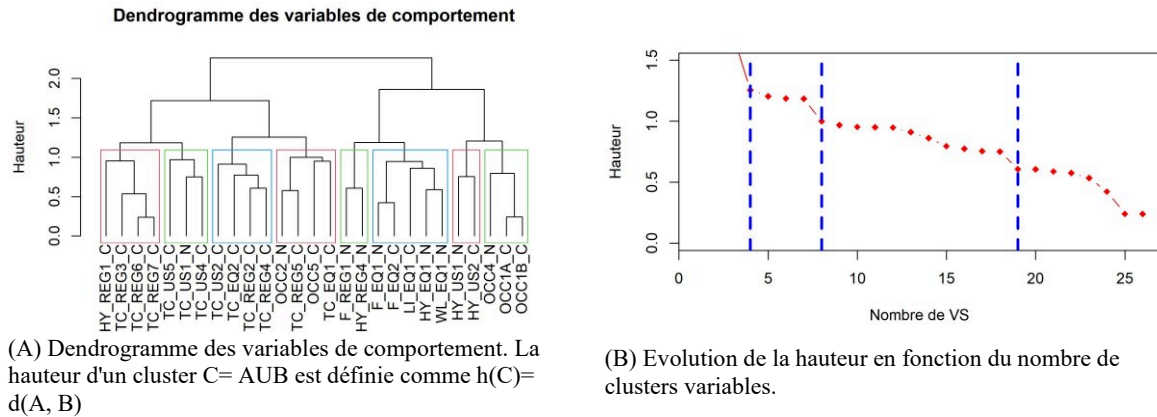 Dendrogramme des variables de comportement
Hauteur
2.0
1.5
1.0
0.5
0.0
HY_REG1_C
TC_REG3_C
TC_REG6_C
TC_REG7_C
TC_US5_C
TC_US1_N
TC_US4_C
TC_US2_C
TC_EQ2_C
TC_REG2_C
TC_REG4_C
OCC2_N
TC_REG5_C
OCC5_C
TC_EQ1_C
F_REG1_N
HY_REG4_N
F_EQ1_N
F_EQ2_C
LI_EQ1_C
HY_EQ1_N
WL_EQ1_N
HY_US1_N
HY_US2_C
OCC4_N
OCC1A_C
OCC1B_C
(A) Dendrogramme des variables de comportement. La
hauteur d'un cluster C= AUB est définie comme h(C)=
d(A, B)
Hauteur
1.5
1.0
0.5
0.0
0 5 10 15 20 25
Nombre de VS
(B) Evolution de la hauteur en fonction du nombre de
clusters variables.